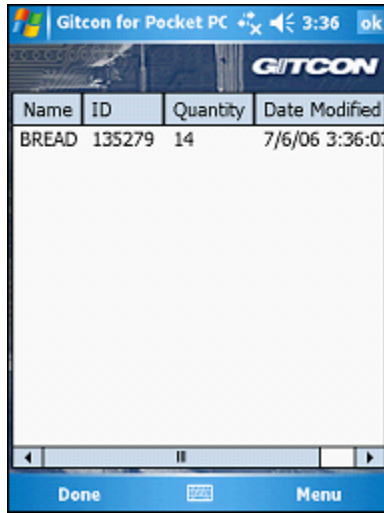 Gitcon for Pocket PC 3:36 ok
GITCON
Name ID Quantity Date Modified
BREAD 135279 14 7/6/06 3:36:03
Done Menu